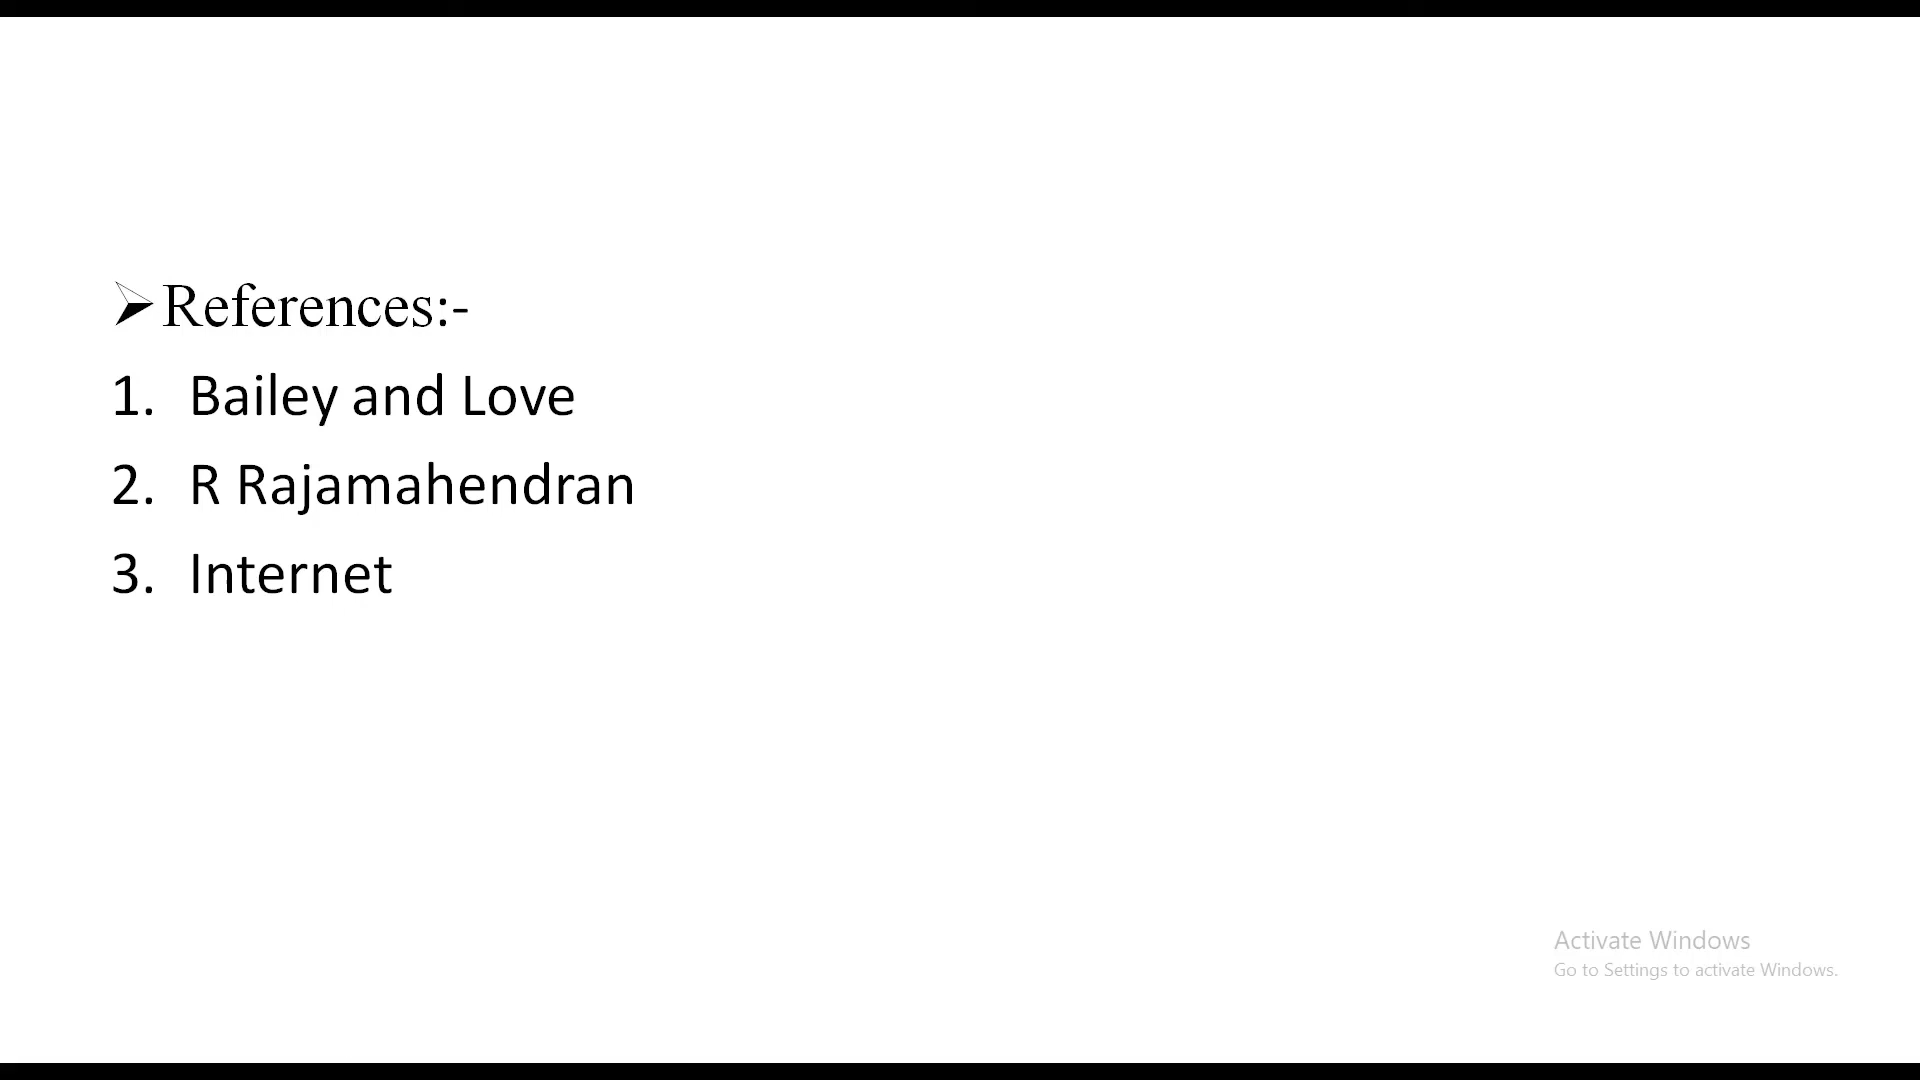 ➢References:-
1. Bailey and Love
2. R Rajamahendran
3. Internet
Activate Windows
Go to Settings to activate Windows.